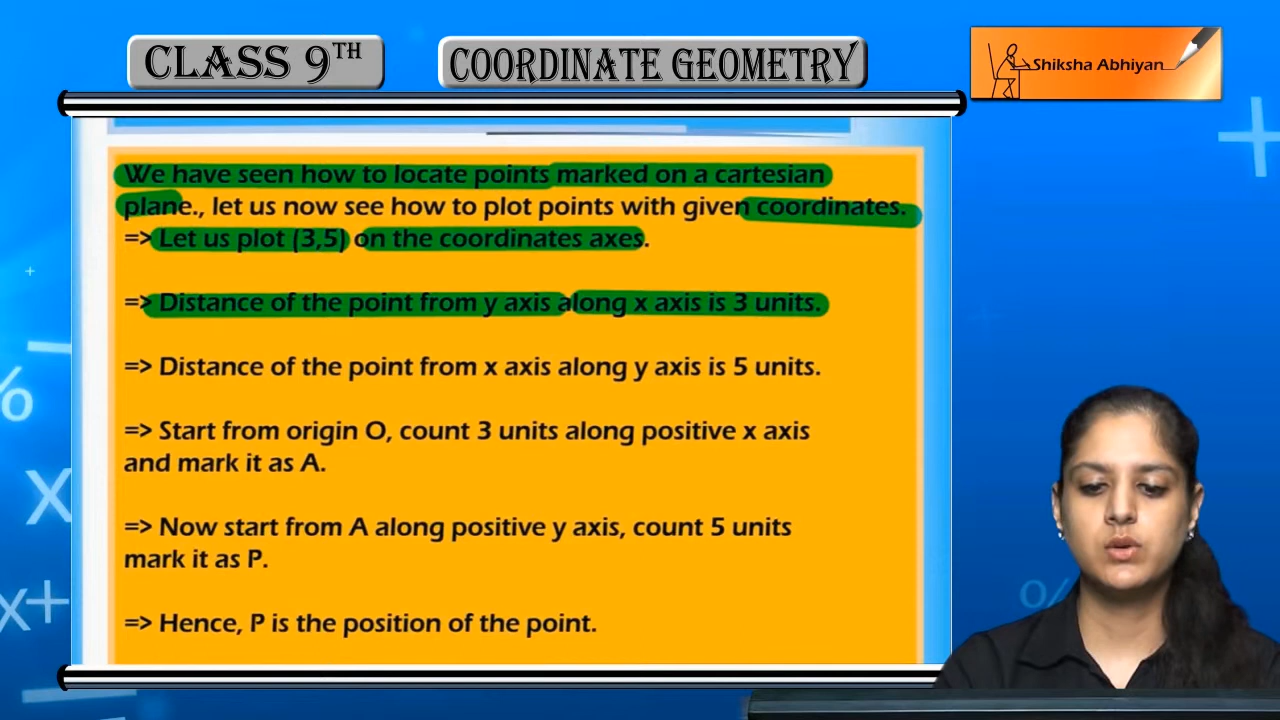 CLASS 9TH
COORDINATE GEOMETRY
Shiksha Abhiyan
We have seen how to locate points marked on a cartesian
plane., let us now see how to plot points with given coordinates.
=> Let us plot (3,5) on the coordinates axes.
=> Distance of the point from y axis along x axis is 3 units.
=> Distance of the point from x axis along y axis is 5 units.
=> Start from origin O, count 3 units along positive x axis
and mark it as A.
=> Now start from A along positive y axis, count 5 units
mark it as P.
=> Hence, P is the position of the point.
%
x
x+
%